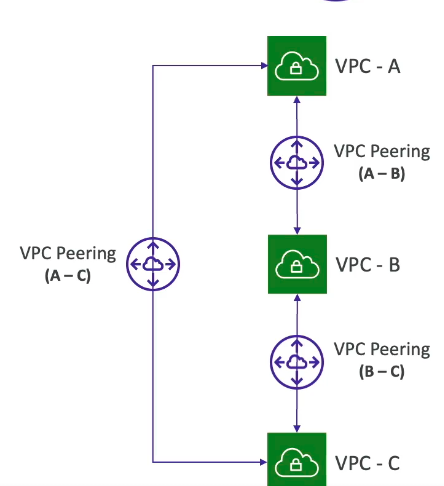 VPC - A
VPC Peering
(A – B)
VPC Peering
(A – C)
VPC - B
VPC Peering
(B – C)
VPC - C